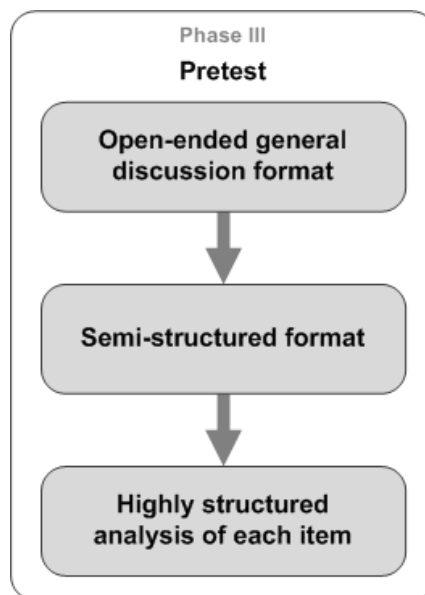 Phase III
Pretest
Open-ended general
discussion format
Semi-structured format
Highly structured
analysis of each item